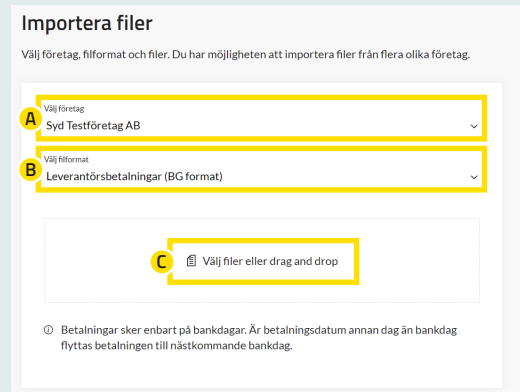 Importera filer
Välj företag, filformat och filer. Du har möjligheten att importera filer från flera olika företag.
Välj företag
A
Syd Testföretag AB
Välj filformat
B
Leverantörsbetalningar (BG format)
C
Välj filer eller drag and drop
Betalningar sker enbart på bankdagar. Är betalningsdatum annan dag än bankdag
flyttas betalningen till nästkommande bankdag.